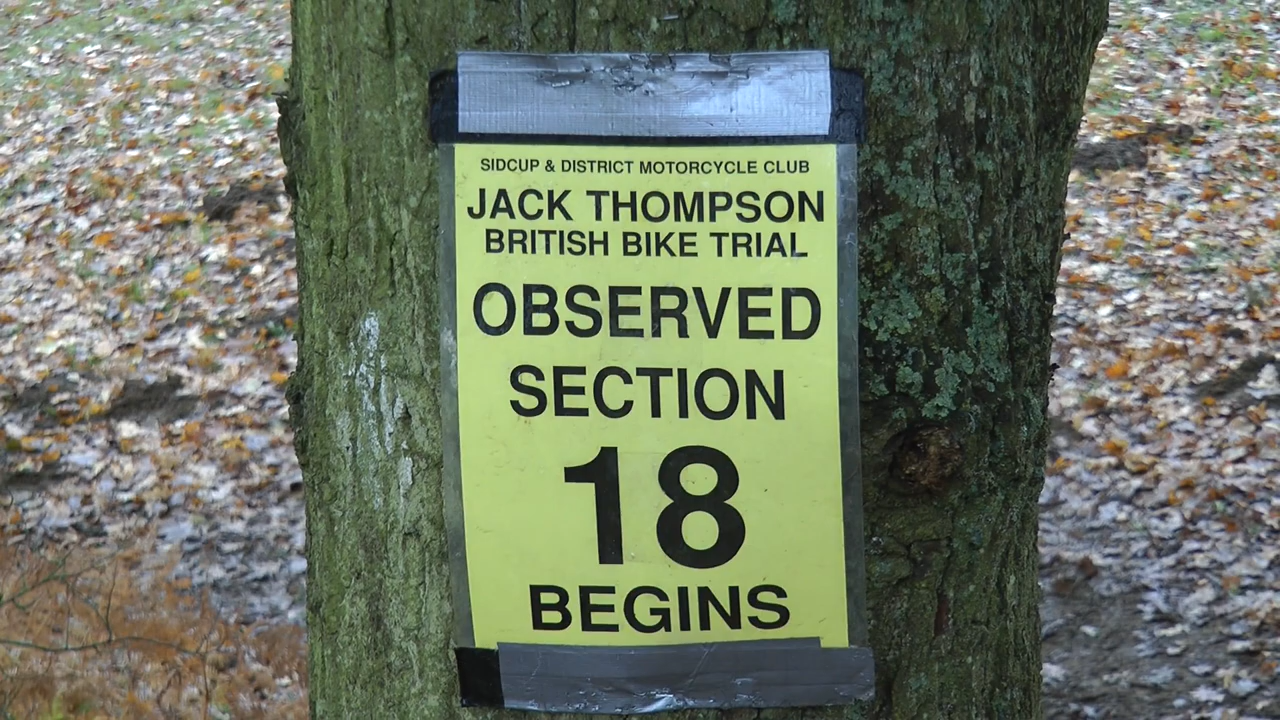 SIDCUP & DISTRICT MOTORCYCLE CLUB
JACK THOMPSON
BRITISH BIKE TRIAL
OBSERVED
SECTION
18
BEGINS